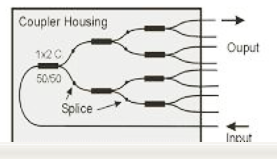 Coupler Housing
1x2 C
50/50
Splice
Ouput
Input